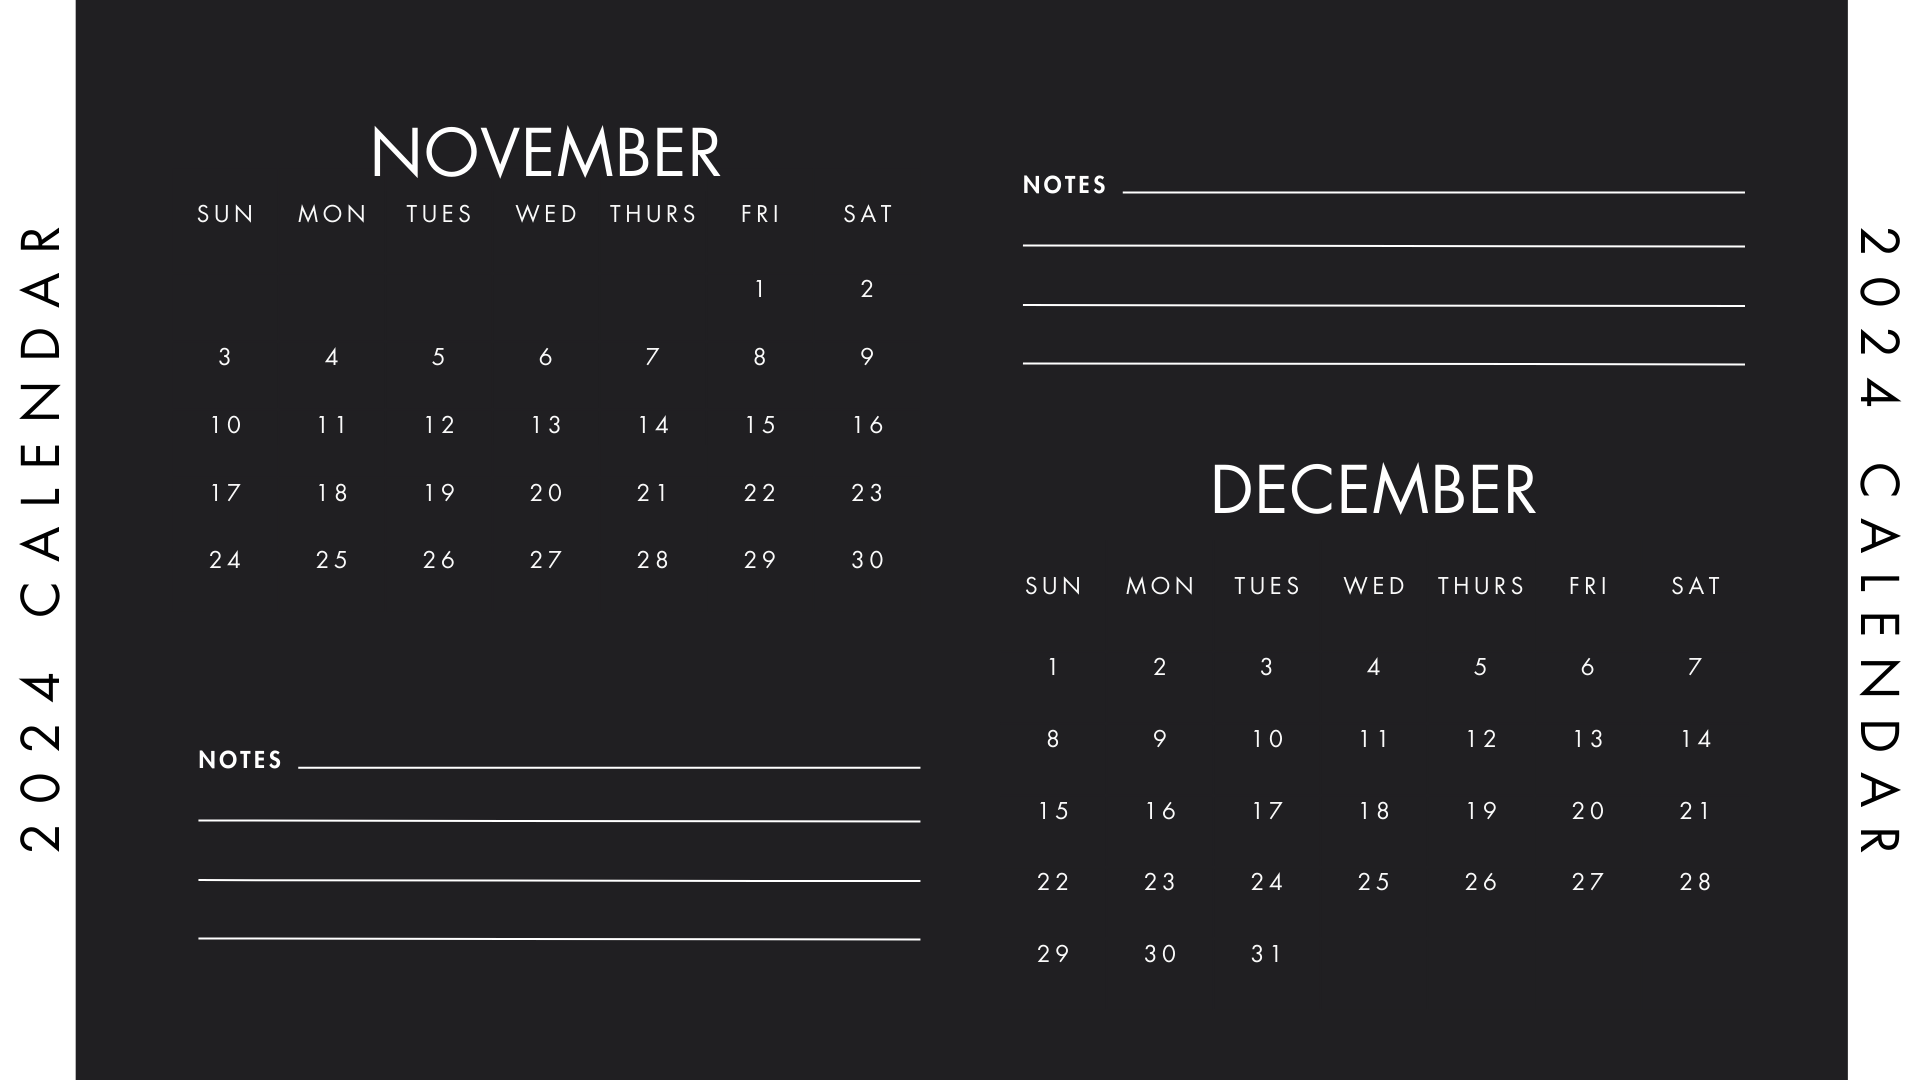 2024 CALENDAR
NOVEMBER
SUN MON TUES WED THURS FRI SAT
1 2
3 4 5 6 7 8 9
10 11 12 13 14 15 16
17 18 19 20 21 22 23
24 25 26 27 28 29 30
NOTES
NOTES
DECEMBER
SUN MON TUES WED THURS FRI SAT
1 2 3 4 5 6 7
8 9 10 11 12 13 14
15 16 17 18 19 20 21
22 23 24 25 26 27 28
29 30 31
2024 CALENDAR